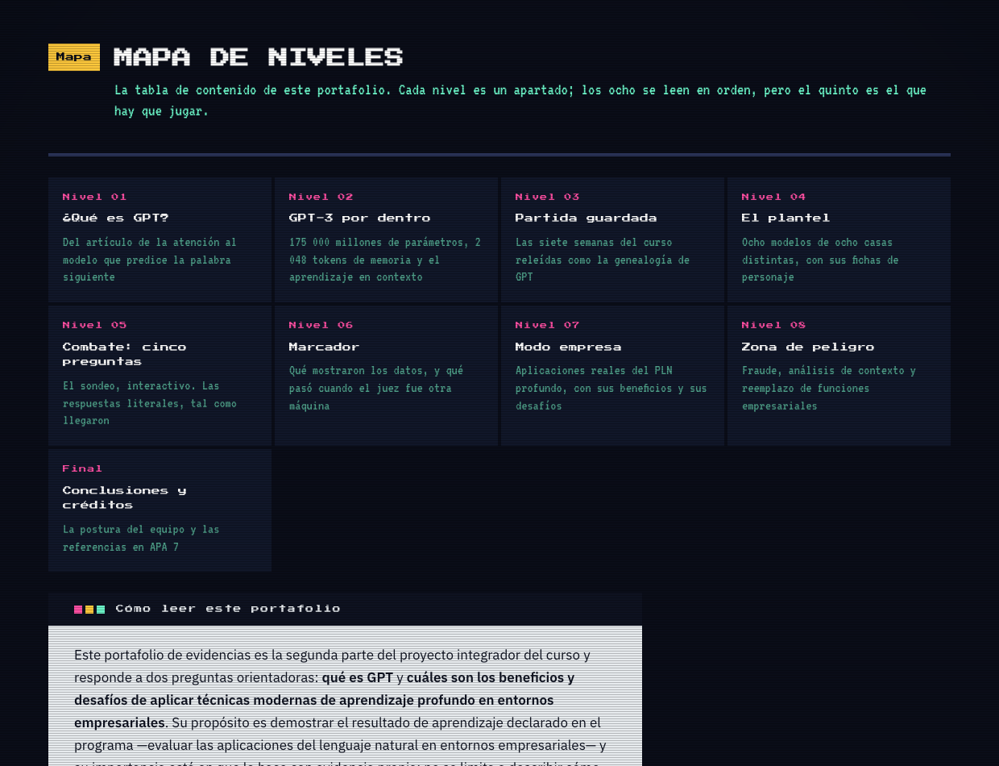 Mapa
MAPA DE NIVELES
La tabla de contenido de este portafolio. Cada nivel es un apartado; los ocho se leen en orden, pero el quinto es el que
hay que jugar.
Nivel 01
¿Qué es GPT?
Del artículo de la atención al
modelo que predice la palabra
siguiente
Nivel 02
GPT-3 por dentro
175 000 millones de parámetros, 2
048 tokens de memoria y el
aprendizaje en contexto
Nivel 03
Partida guardada
Las siete semanas del curso
releídas como la genealogía de
GPT
Nivel 04
El plantel
Ocho modelos de ocho casas
distintas, con sus fichas de
personaje
Nivel 05
Combate: cinco
preguntas
El sondeo, interactivo. Las
respuestas literales, tal como
llegaron
Nivel 06
Marcador
Qué mostraron los datos, y qué
pasó cuando el juez fue otra
máquina
Nivel 07
Modo empresa
Aplicaciones reales del PLN
profundo, con sus beneficios y sus
desafíos
Nivel 08
Zona de peligro
Fraude, análisis de contexto y
reemplazo de funciones
empresariales
Final
Conclusiones y
créditos
La postura del equipo y las
referencias en APA 7
Cómo leer este portafolio
Este portafolio de evidencias es la segunda parte del proyecto integrador del curso y
responde a dos preguntas orientadoras: qué es GPT y cuáles son los beneficios y
desafíos de aplicar técnicas modernas de aprendizaje profundo en entornos
empresariales. Su propósito es demostrar el resultado de aprendizaje declarado en el
programa —evaluar las aplicaciones del lenguaje natural en entornos empresariales— y